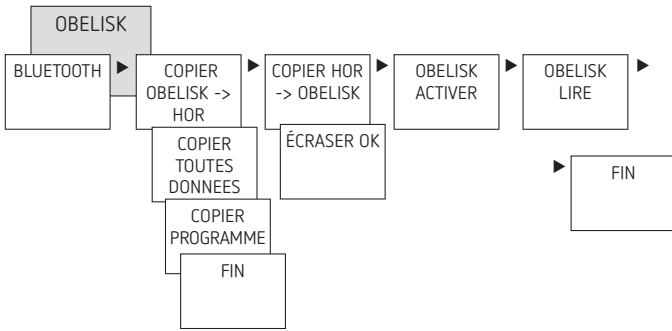 OBELISK
BLUETOOTH
COPIER
OBELISK ->
HOR
COPIER
TOUTES
DONNEES
COPIER
PROGRAMME
FIN
COPIER HOR
-> OBELISK
ÉCRASER OK
OBELISK
ACTIVER
OBELISK
LIRE
FIN